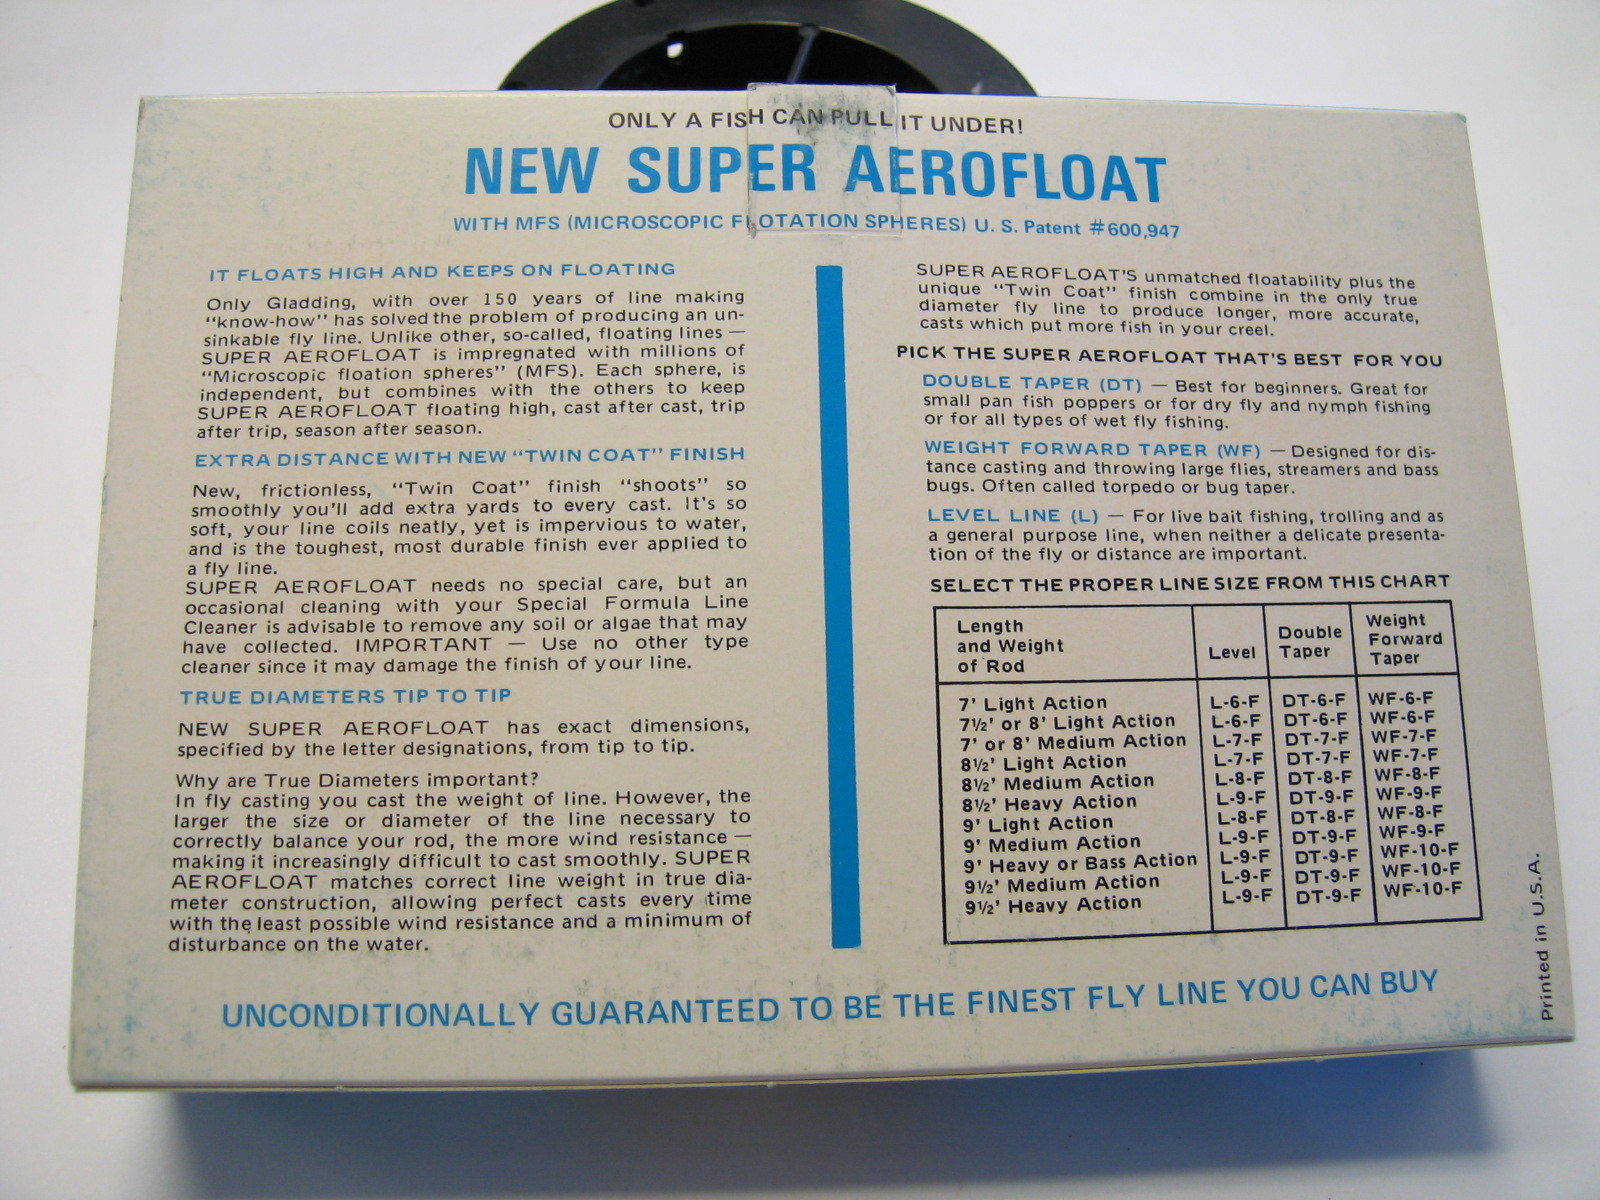 ONLY A FISH CAN PULL IT UNDER!
NEW SUPER AEROFLOAT
WITH MFS (MICROSCOPIC FLOTATION SPHERES) U. S. Patent #600,947
IT FLOATS HIGH AND KEEPS ON FLOATING
Only Gladding, with over 150 years of line making
"know-how" has solved the problem of producing an un-
sinkable fly line. Unlike other, so-called, floating lines —
SUPER AEROFLOAT is impregnated with millions of
"Microscopic floation spheres" (MFS). Each sphere, is
independent, but combines with the others to keep
SUPER AEROFLOAT floating high, cast after cast, trip
after trip, season after season.
EXTRA DISTANCE WITH NEW "TWIN COAT" FINISH
New, frictionless, "Twin Coat" finish "shoots" so
smoothly you'll add extra yards to every cast. It's so
soft, your line coils neatly, yet is impervious to water,
and is the toughest, most durable finish ever applied to
a fly line.
SUPER AEROFLOAT needs no special care, but an
occasional cleaning with your Special Formula Line
Cleaner is advisable to remove any soil or algae that may
have collected. IMPORTANT — Use no other type
cleaner since it may damage the finish of your line.
TRUE DIAMETERS TIP TO TIP
NEW SUPER AEROFLOAT has exact dimensions,
specified by the letter designations, from tip to tip.
Why are True Diameters important?
In fly casting you cast the weight of line. However, the
larger the size or diameter of the line necessary to
correctly balance your rod, the more wind resistance —
making it increasingly difficult to cast smoothly. SUPER
AEROFLOAT matches correct line weight in true dia-
meter construction, allowing perfect casts every time
with the least possible wind resistance and a minimum of
disturbance on the water.
SUPER AEROFLOAT'S unmatched floatability plus the
unique "Twin Coat" finish combine in the only true
diameter fly line to produce longer, more accurate,
casts which put more fish in your creel.
PICK THE SUPER AEROFLOAT THAT'S BEST FOR YOU
DOUBLE TAPER (DT) — Best for beginners. Great for
small pan fish poppers or for dry fly and nymph fishing
or for all types of wet fly fishing.
WEIGHT FORWARD TAPER (WF) — Designed for dis-
tance casting and throwing large flies, streamers and bass
bugs. Often called torpedo or bug taper.
LEVEL LINE (L) — For live bait fishing, trolling and as
a general purpose line, when neither a delicate presenta-
tion of the fly or distance are important.
SELECT THE PROPER LINE SIZE FROM THIS CHART
Length and Weight of Rod Level Double Taper Weight Forward Taper
7' Light Action L-6-F DT-6-F WF-6-F
7½' or 8' Light Action L-6-F DT-6-F WF-6-F
7' or 8' Medium Action L-7-F DT-7-F WF-7-F
8½' Light Action L-7-F DT-7-F WF-7-F
8½' Medium Action L-8-F DT-8-F WF-8-F
8½' Heavy Action L-9-F DT-9-F WF-9-F
9' Light Action L-8-F DT-8-F WF-8-F
9' Medium Action L-9-F DT-9-F WF-9-F
9' Heavy or Bass Action L-9-F DT-9-F WF-10-F
9½' Medium Action L-9-F DT-9-F WF-10-F
9½' Heavy Action L-9-F DT-9-F WF-10-F
UNCONDITIONALLY GUARANTEED TO BE THE FINEST FLY LINE YOU CAN BUY
Printed in U.S.A.